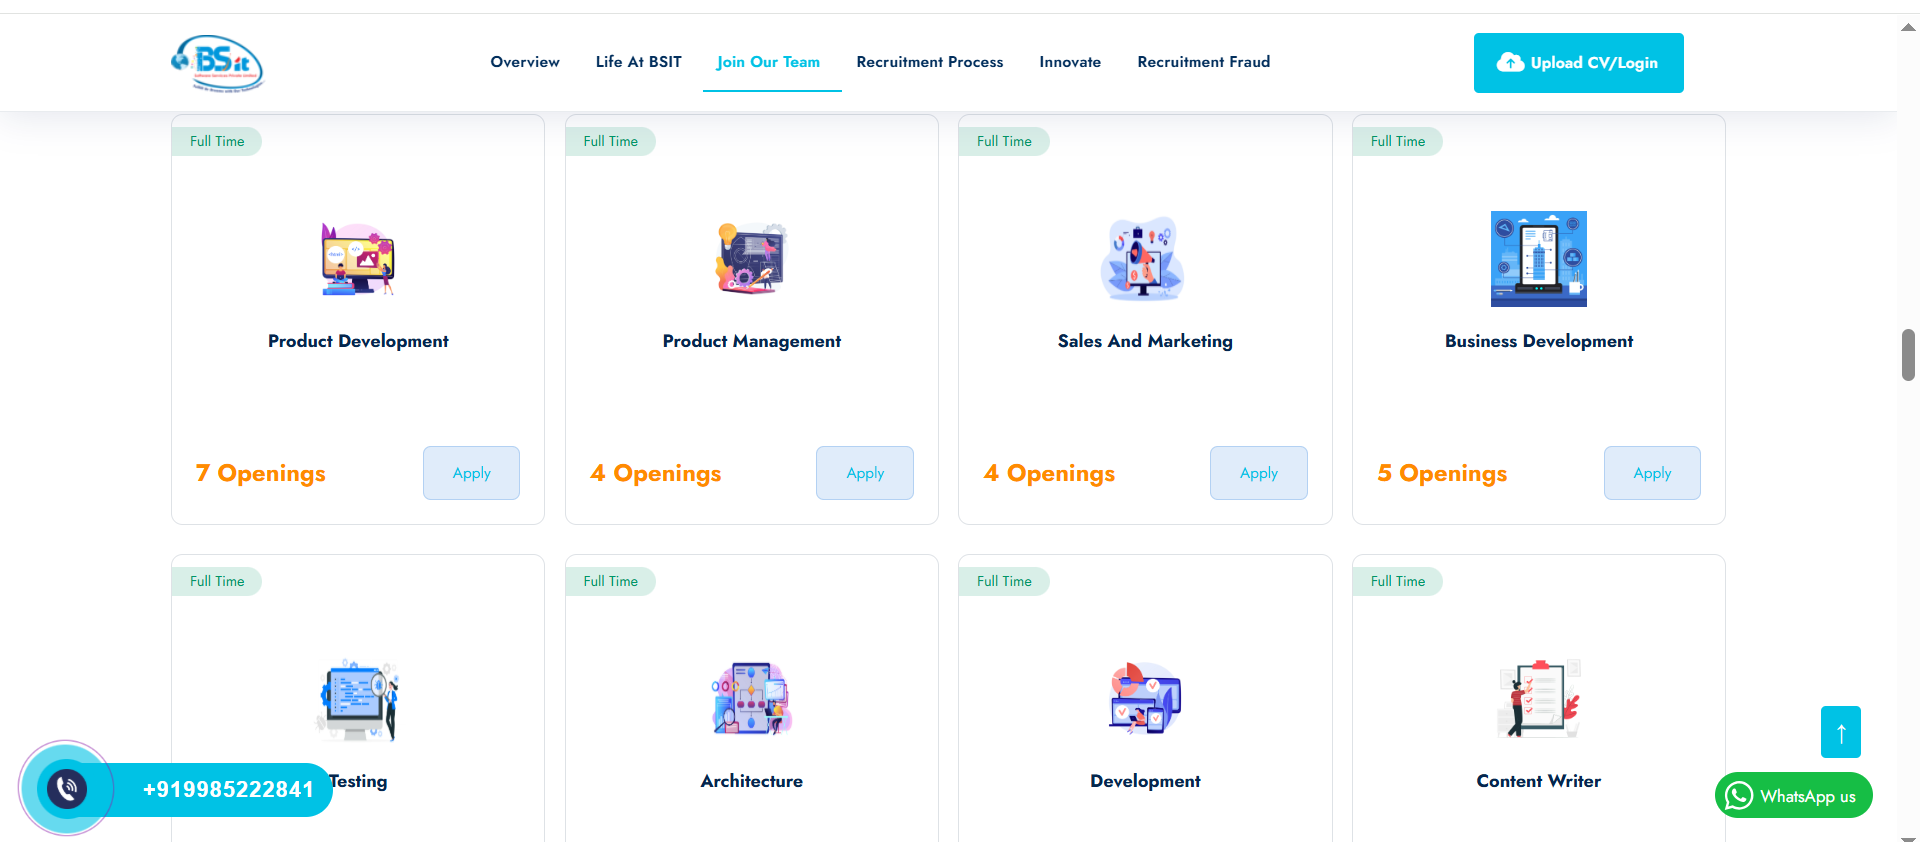 BSit
Overview
Life At BSIT
Join Our Team
Recruitment Process
Innovate
Recruitment Fraud
Upload CV/Login
Full Time
Full Time
Full Time
Full Time
Product Development
Product Management
Sales And Marketing
Business Development
7 Openings
Apply
4 Openings
Apply
4 Openings
Apply
5 Openings
Apply
Full Time
Full Time
Full Time
Full Time
Testing
Architecture
Development
Content Writer
+919985222841
WhatsApp us